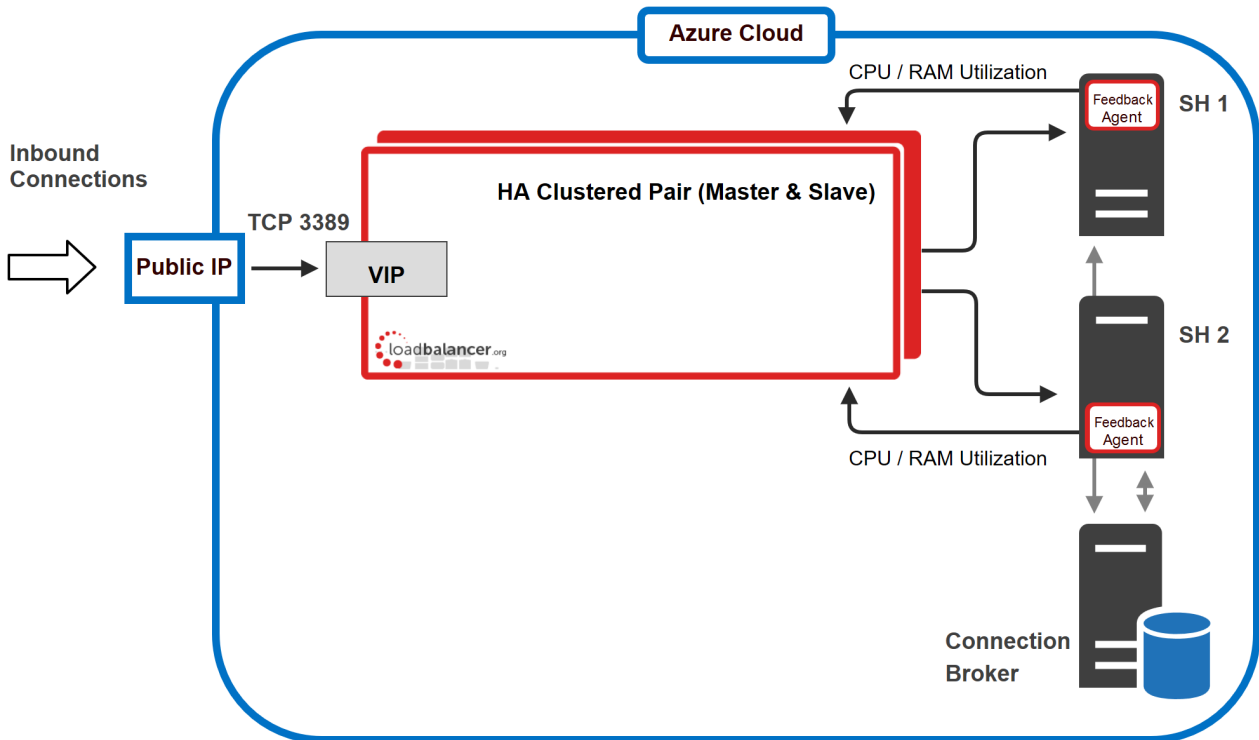 Azure Cloud
CPU / RAM Utilization
Feedback
Agent
SH 1
Inbound
Connections
HA Clustered Pair (Master & Slave)
TCP 3389
Public IP
VIP
loadbalancer.org
SH 2
Feedback
Agent
CPU / RAM Utilization
Connection
Broker